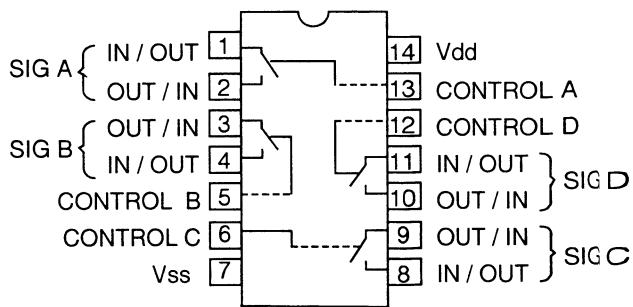 IN / OUT 1
SIG A
OUT / IN 2
OUT / IN 3
SIG B
IN / OUT 4
CONTROL B 5
CONTROL C 6
Vss 7
14 Vdd
13 CONTROL A
12 CONTROL D
11 IN / OUT
SIG D
10 OUT / IN
9 OUT / IN
SIG C
8 IN / OUT